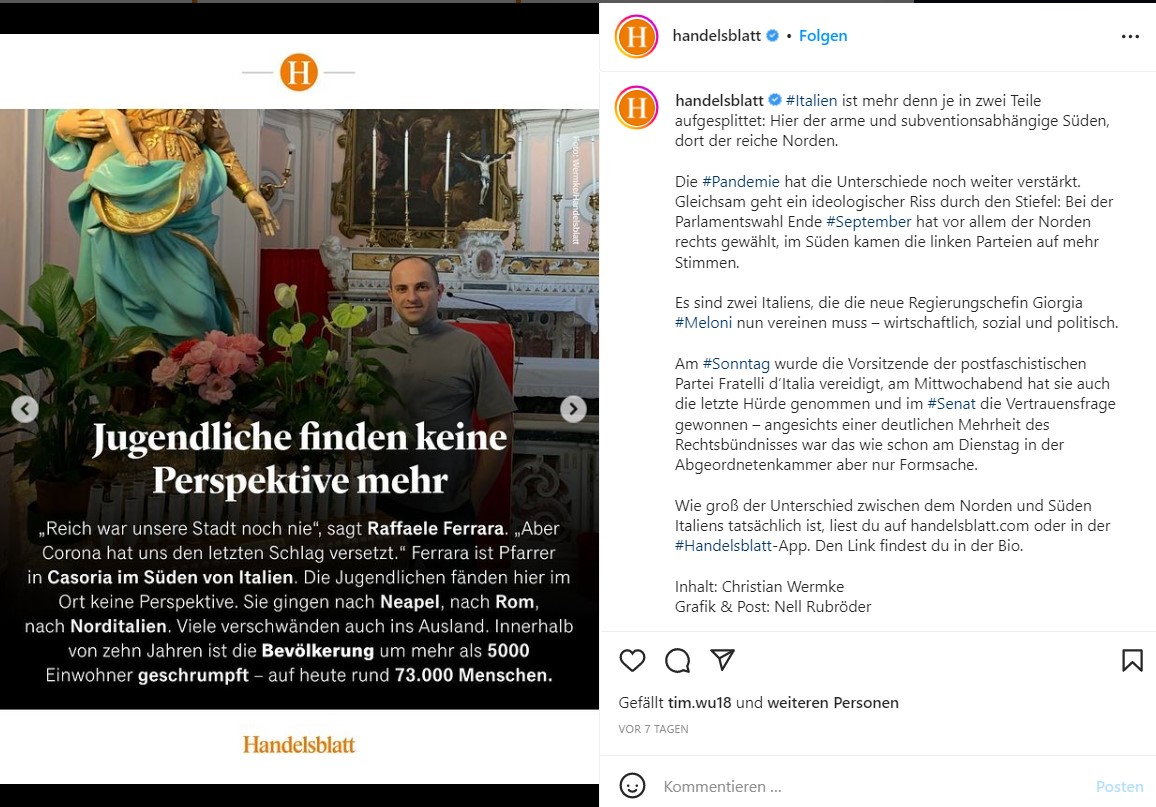 H
Foto: Wermke/Handelsblatt
Jugendliche finden keine
Perspektive mehr
„Reich war unsere Stadt noch nie“, sagt Raffaele Ferrara. „Aber
Corona hat uns den letzten Schlag versetzt.“ Ferrara ist Pfarrer
in Casoria im Süden von Italien. Die Jugendlichen fänden hier im
Ort keine Perspektive. Sie gingen nach Neapel, nach Rom,
nach Norditalien. Viele verschwänden auch ins Ausland. Innerhalb
von zehn Jahren ist die Bevölkerung um mehr als 5000
Einwohner geschrumpft – auf heute rund 73.000 Menschen.
Handelsblatt
H
handelsblatt • Folgen
H
handelsblatt #Italien ist mehr denn je in zwei Teile
aufgesplittet: Hier der arme und subventionsabhängige Süden,
dort der reiche Norden.
Die #Pandemie hat die Unterschiede noch weiter verstärkt.
Gleichsam geht ein ideologischer Riss durch den Stiefel: Bei der
Parlamentswahl Ende #September hat vor allem der Norden
rechts gewählt, im Süden kamen die linken Parteien auf mehr
Stimmen.
Es sind zwei Italiens, die die neue Regierungschefin Giorgia
#Meloni nun vereinen muss – wirtschaftlich, sozial und politisch.
Am #Sonntag wurde die Vorsitzende der postfaschistischen
Partei Fratelli d’Italia vereidigt, am Mittwochabend hat sie auch
die letzte Hürde genommen und im #Senat die Vertrauensfrage
gewonnen – angesichts einer deutlichen Mehrheit des
Rechtsbündnisses war das wie schon am Dienstag in der
Abgeordnetenkammer aber nur Formsache.
Wie groß der Unterschied zwischen dem Norden und Süden
Italiens tatsächlich ist, liest du auf handelsblatt.com oder in der
#Handelsblatt-App. Den Link findest du in der Bio.
Inhalt: Christian Wermke
Grafik & Post: Nell Rubröder
Gefällt tim.wu18 und weiteren Personen
VOR 7 TAGEN
Kommentieren ...
Posten